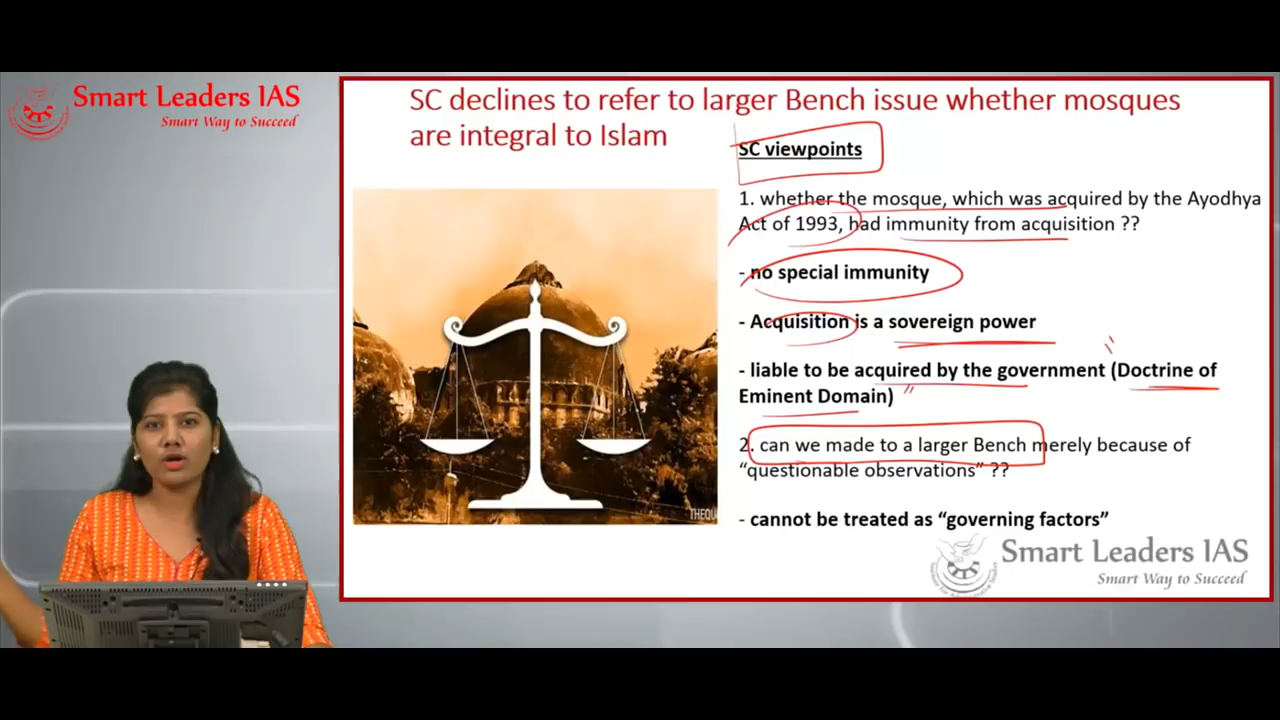 Smart Leaders IAS
Smart Way to Succeed
SC declines to refer to larger Bench issue whether mosques
are integral to Islam
SC viewpoints
1. whether the mosque, which was acquired by the Ayodhya
Act of 1993, had immunity from acquisition ??
- no special immunity
- Acquisition is a sovereign power
- liable to be acquired by the government (Doctrine of
Eminent Domain)
2. can we made to a larger Bench merely because of
“questionable observations” ??
- cannot be treated as “governing factors”
Smart Leaders IAS
Smart Way to Succeed